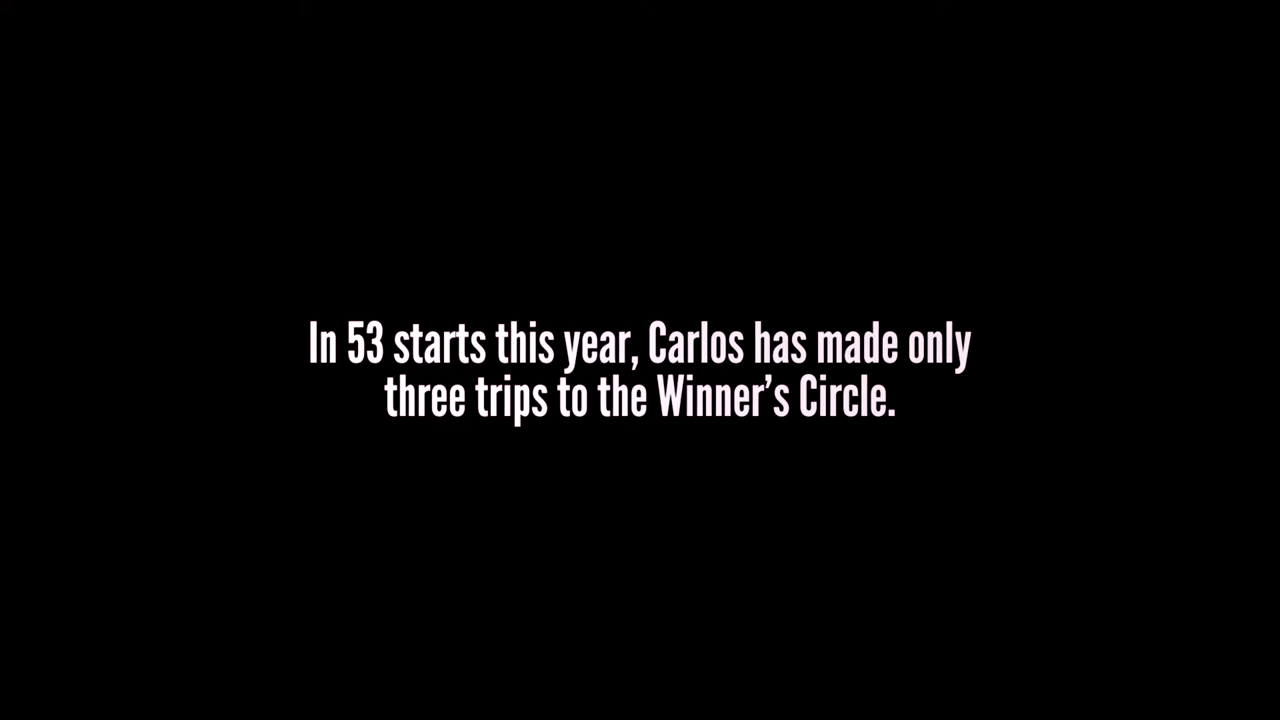 In 53 starts this year, Carlos has made only
three trips to the Winner’s Circle.